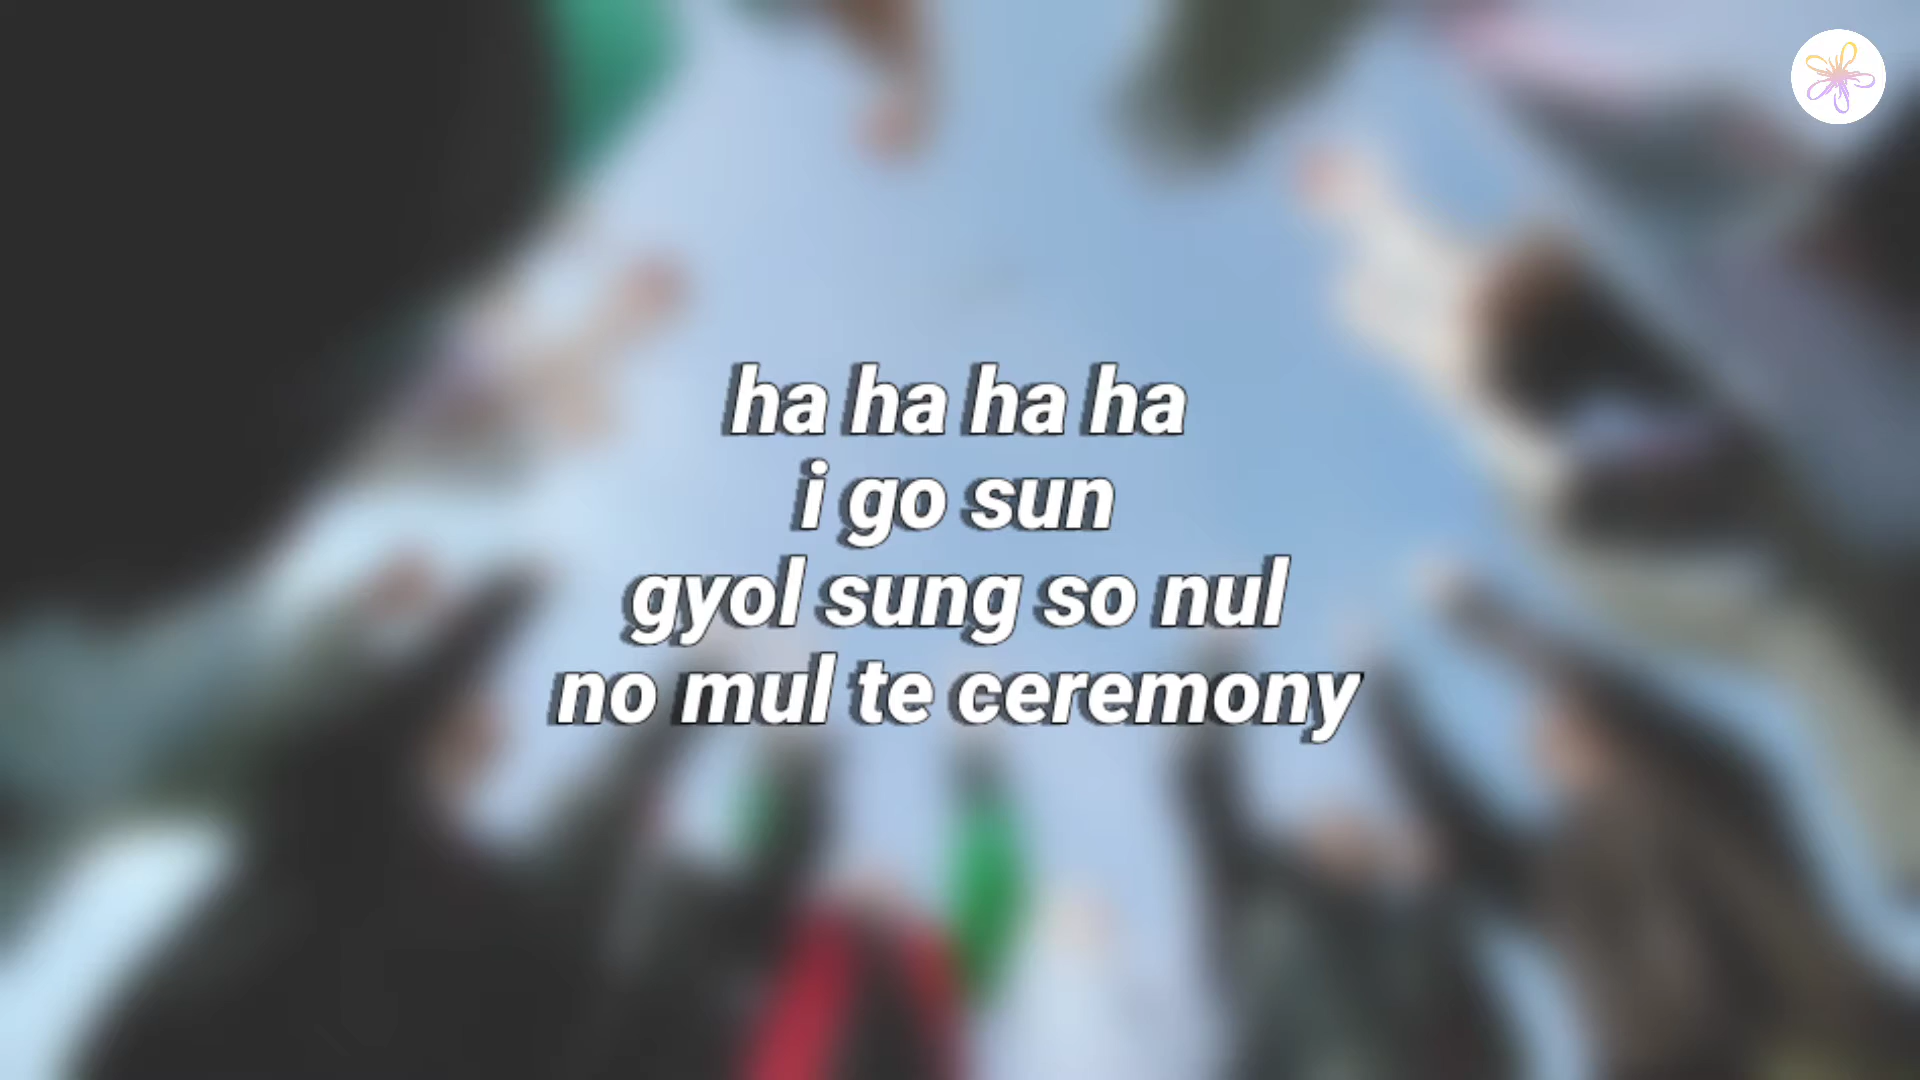 ha ha ha ha
i go sun
gyol sung so nul
no mul te ceremony